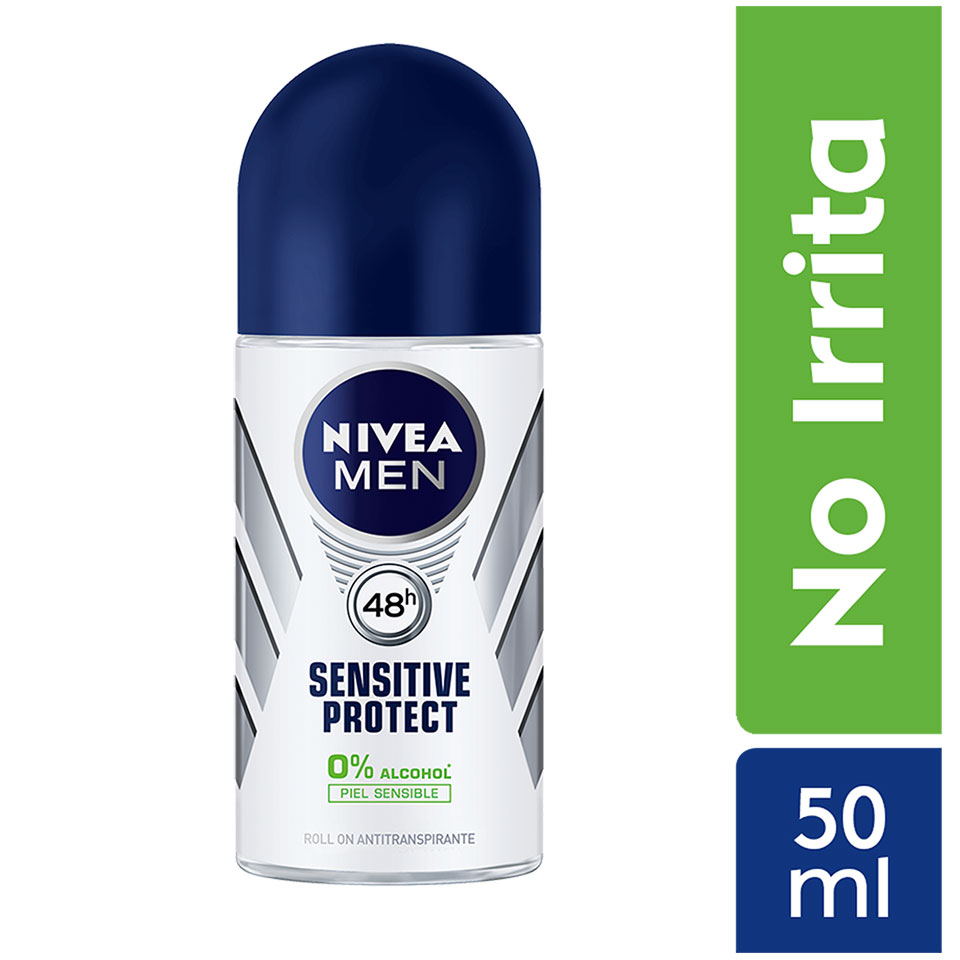 NIVEA
MEN
48h
SENSITIVE
PROTECT
0% ALCOHOL*
PIEL SENSIBLE
ROLL ON ANTITRANSPIRANTE
No Irrita
50
ml